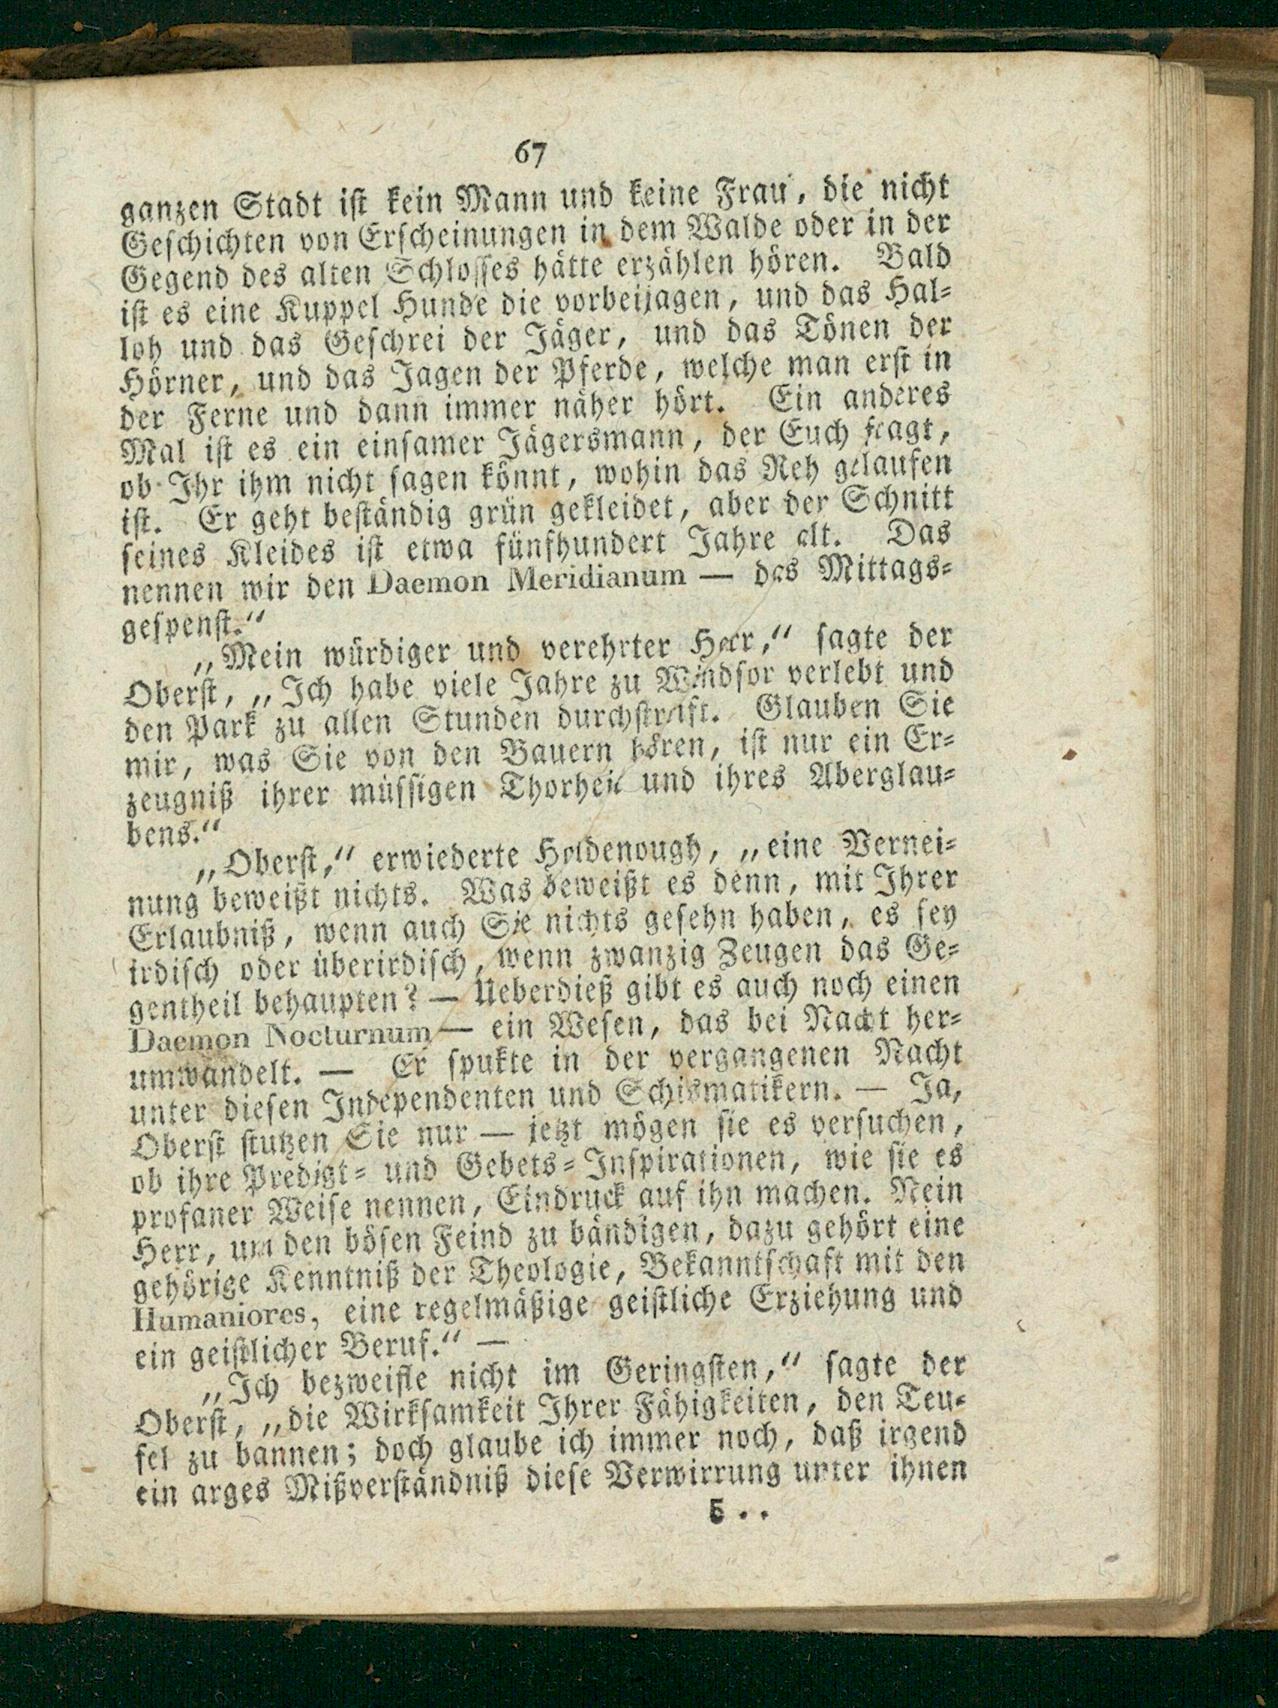 67
ganzen Stadt ist kein Mann und keine Frau, die nicht
Geschichten von Erscheinungen in dem Walde oder in der
Gegend des alten Schlosses hätte erzählen hören. Bald
ist es eine Kuppel Hunde die vorbeijagen, und das Hal-
loh und das Geschrei der Jäger, und das Tönen der
Hörner, und das Jagen der Pferde, welche man erst in
der Ferne und dann immer näher hört. Ein anderes
Mal ist es ein einsamer Jägersmann, der Euch fragt,
ob Ihr ihm nicht sagen könnt, wohin das Reh gelaufen
ist. Er geht beständig grün gekleidet, aber der Schnitt
seines Kleides ist etwa fünfhundert Jahre alt. Das
nennen wir den Daemon Meridianum — das Mittags-
gespenst.“
„Mein würdiger und verehrter Herr,“ sagte der
Oberst, „Ich habe viele Jahre zu Windsor verlebt und
den Park zu allen Stunden durchstreift. Glauben Sie
mir, was Sie von den Bauern hören, ist nur ein Er-
zeugniß ihrer müssigen Thorheit und ihres Aberglau-
bens.“
„Oberst,“ erwiederte Holdenough, „eine Vernei-
nung beweißt nichts. Was beweißt es denn, mit Ihrer
Erlaubniß, wenn auch Sie nichts gesehn haben, es sey
irdisch oder überirdisch, wenn zwanzig Zeugen das Ge-
gentheil behaupten? — Ueberdieß gibt es auch noch einen
Daemon Nocturnum — ein Wesen, das bei Nacht her-
umwandelt. — Er spukte in der vergangenen Nacht
unter diesen Independenten und Schismatikern. — Ja,
Oberst stutzen Sie nur — jetzt mögen sie es versuchen,
ob ihre Predigt- und Gebets-Inspirationen, wie sie es
profaner Weise nennen, Eindruck auf ihn machen. Nein
Herr, um den bösen Feind zu bändigen, dazu gehört eine
gehörige Kenntniß der Theologie, Bekanntschaft mit den
Humaniores, eine regelmäßige geistliche Erziehung und
ein geistlicher Beruf.“ —
„Ich bezweifle nicht im Geringsten,“ sagte der
Oberst, „die Wirksamkeit Ihrer Fähigkeiten, den Teu-
fel zu bannen; doch glaube ich immer noch, daß irgend
ein arges Mißverständniß diese Verwirrung unter ihnen
5..